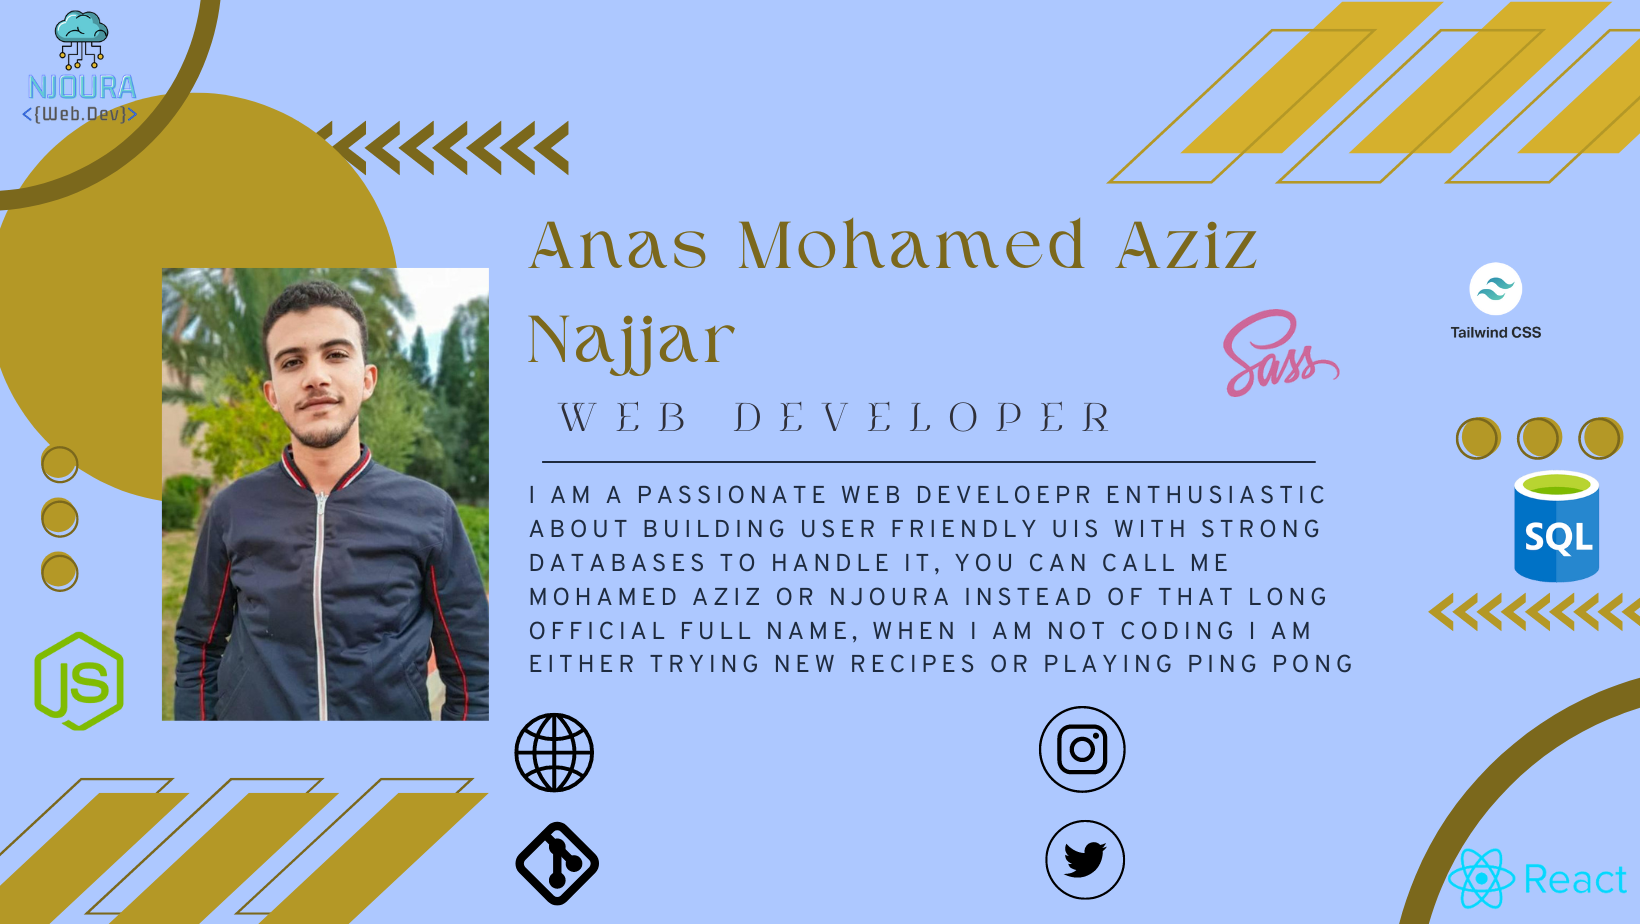 NJOURA
<{Web.Dev}>
Anas Mohamed Aziz
Najjar
WEB DEVELOPER
I AM A PASSIONATE WEB DEVELOEPR ENTHUSIASTIC
ABOUT BUILDING USER FRIENDLY UIS WITH STRONG
DATABASES TO HANDLE IT, YOU CAN CALL ME
MOHAMED AZIZ OR NJOURA INSTEAD OF THAT LONG
OFFICIAL FULL NAME, WHEN I AM NOT CODING I AM
EITHER TRYING NEW RECIPES OR PLAYING PING PONG
Sass
Tailwind CSS
SQL
JS
React